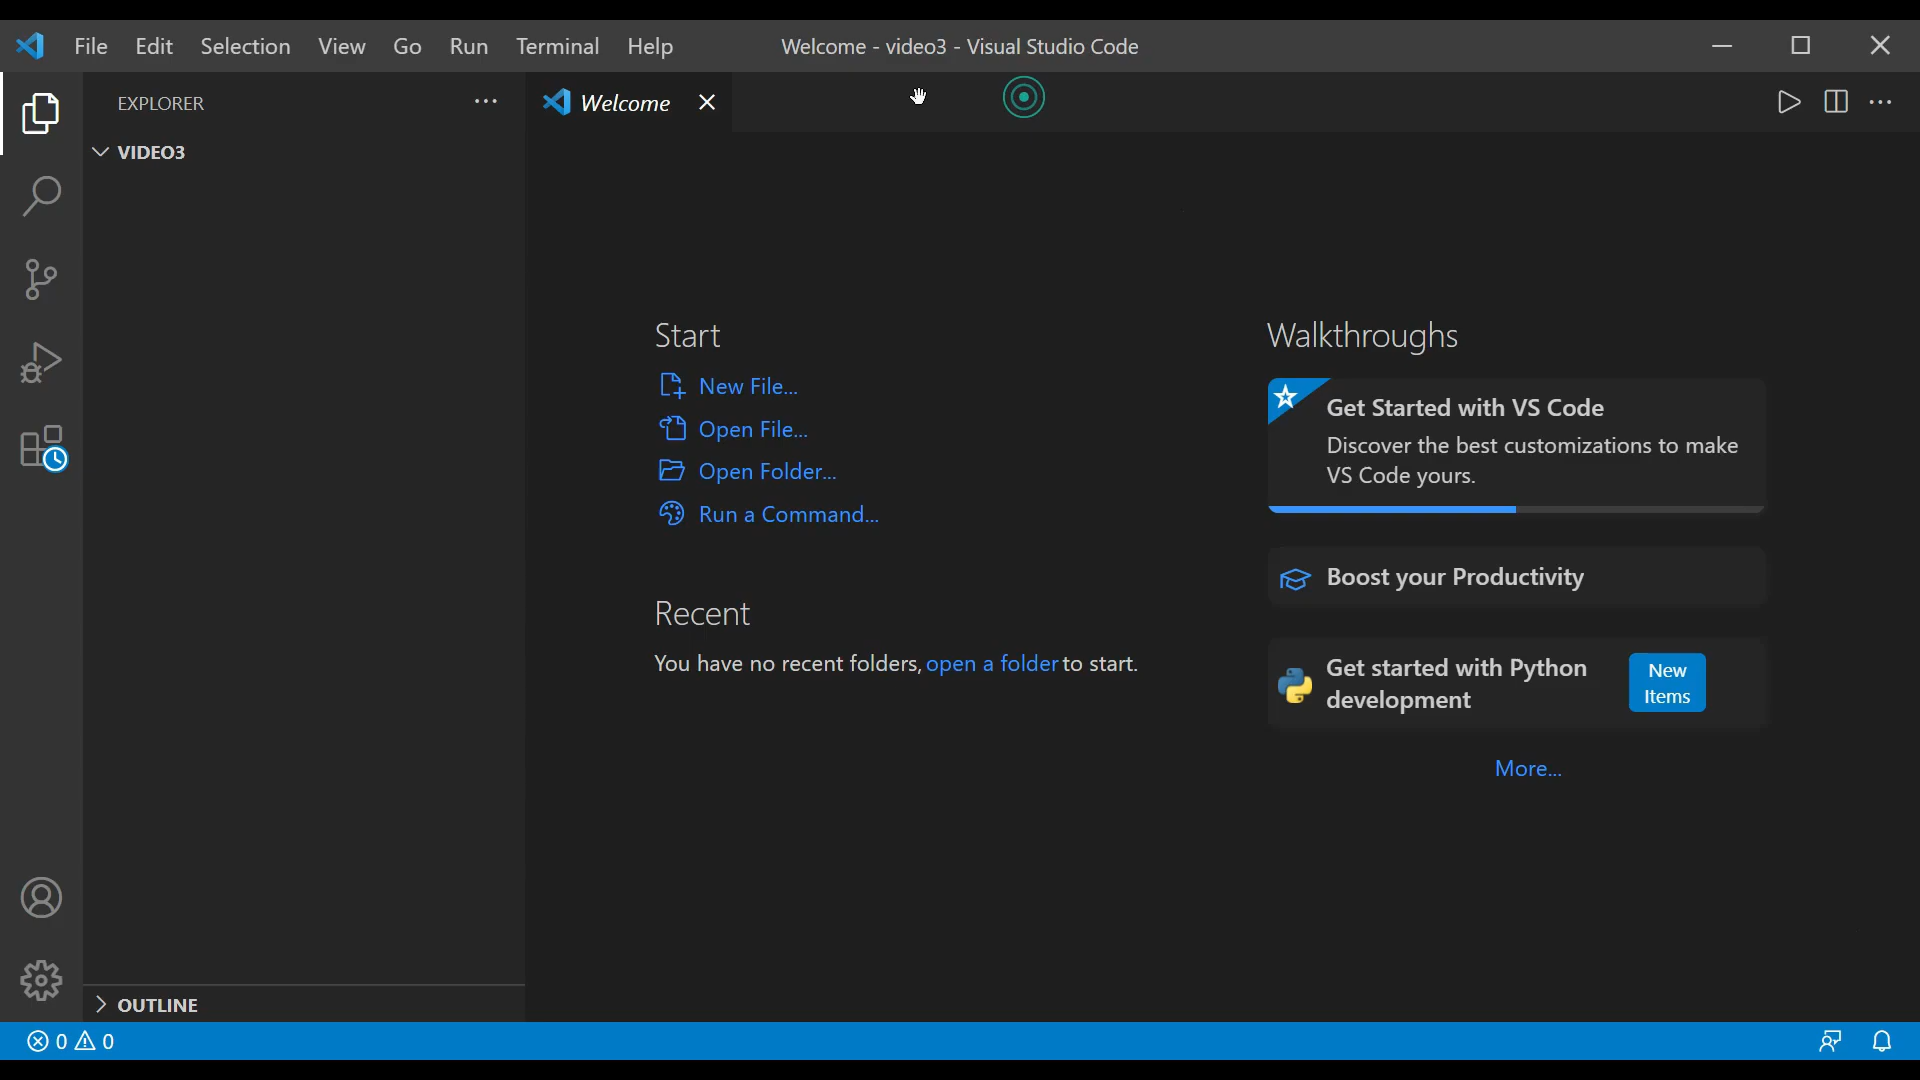 File Edit Selection View Go Run Terminal Help Welcome - video3 - Visual Studio Code
EXPLORER
Welcome
VIDEO3
Start
New File...
Open File...
Open Folder...
Run a Command...
Recent
You have no recent folders, open a folder to start.
Walkthroughs
Get Started with VS Code
Discover the best customizations to make
VS Code yours.
Boost your Productivity
Get started with Python
development
New
Items
More...
OUTLINE
0 0